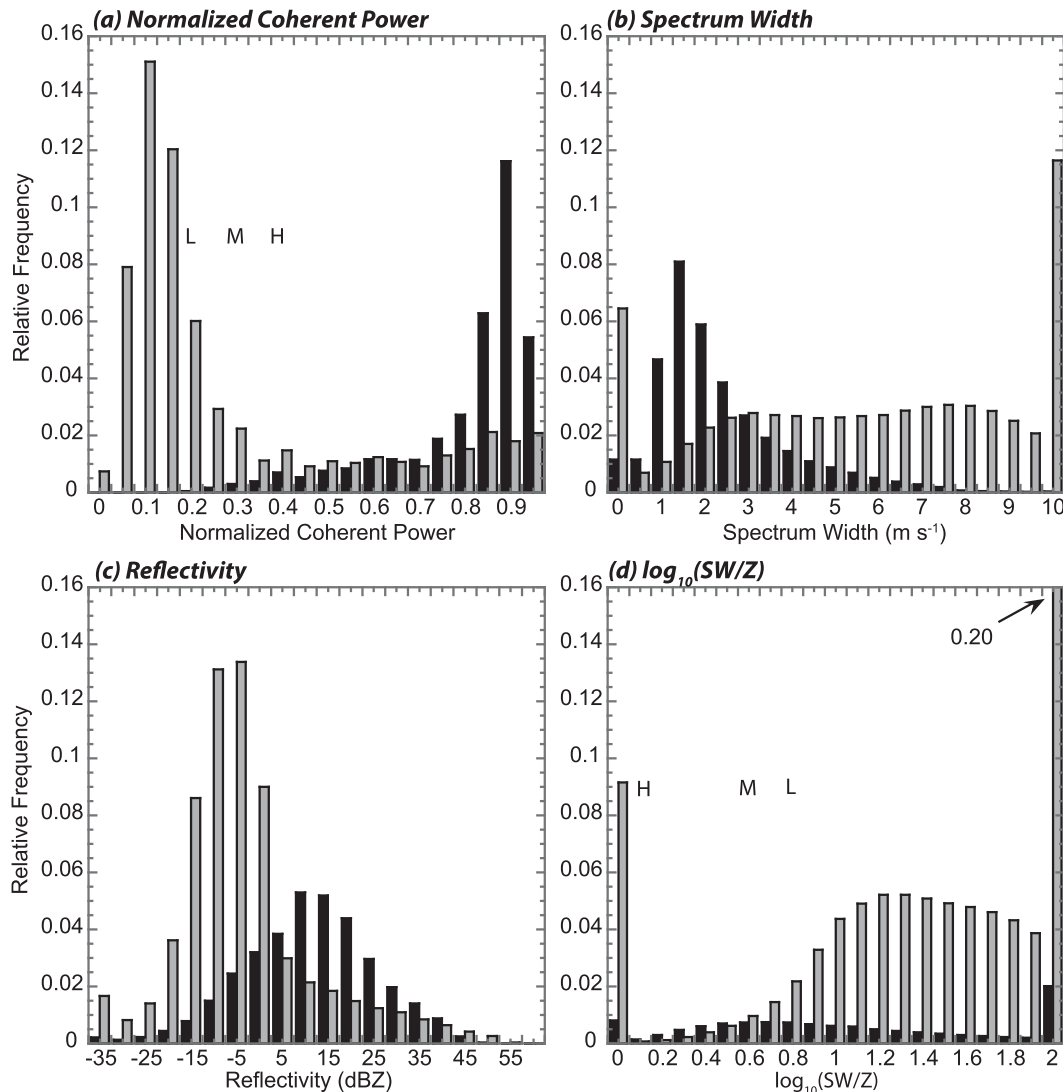 (a) Normalized Coherent Power
0.16
0.14
0.12
0.1
0.08
0.06
0.04
0.02
0
Relative Frequency
L M H
0 0.1 0.2 0.3 0.4 0.5 0.6 0.7 0.8 0.9
Normalized Coherent Power
(b) Spectrum Width
0.16
0.14
0.12
0.1
0.08
0.06
0.04
0.02
0
0 1 2 3 4 5 6 7 8 9 10
Spectrum Width (m s⁻¹)
(c) Reflectivity
0.16
0.14
0.12
0.1
0.08
0.06
0.04
0.02
0
Relative Frequency
-35 -25 -15 -5 5 15 25 35 45 55
Reflectivity (dBZ)
(d) log₁₀(SW/Z)
0.16
0.14
0.12
0.1
0.08
0.06
0.04
0.02
0
0.20
H M L
0 0.2 0.4 0.6 0.8 1 1.20 1.4 1.6 1.8 2
log₁₀(SW/Z)